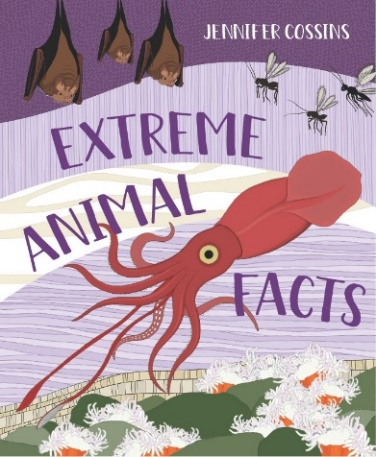 JENNIFER COSSINS
EXTREME
ANIMAL
FACTS